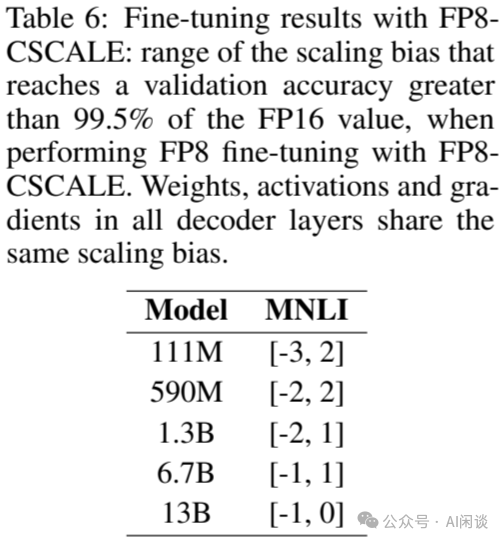 Table 6: Fine-tuning results with FP8-
CSCALE: range of the scaling bias that
reaches a validation accuracy greater
than 99.5% of the FP16 value, when
performing FP8 fine-tuning with FP8-
CSCALE. Weights, activations and gra-
dients in all decoder layers share the
same scaling bias.
Model MNLI
111M [-3, 2]
590M [-2, 2]
1.3B [-2, 1]
6.7B [-1, 1]
13B [-1, 0]
公众号 · AI闲谈